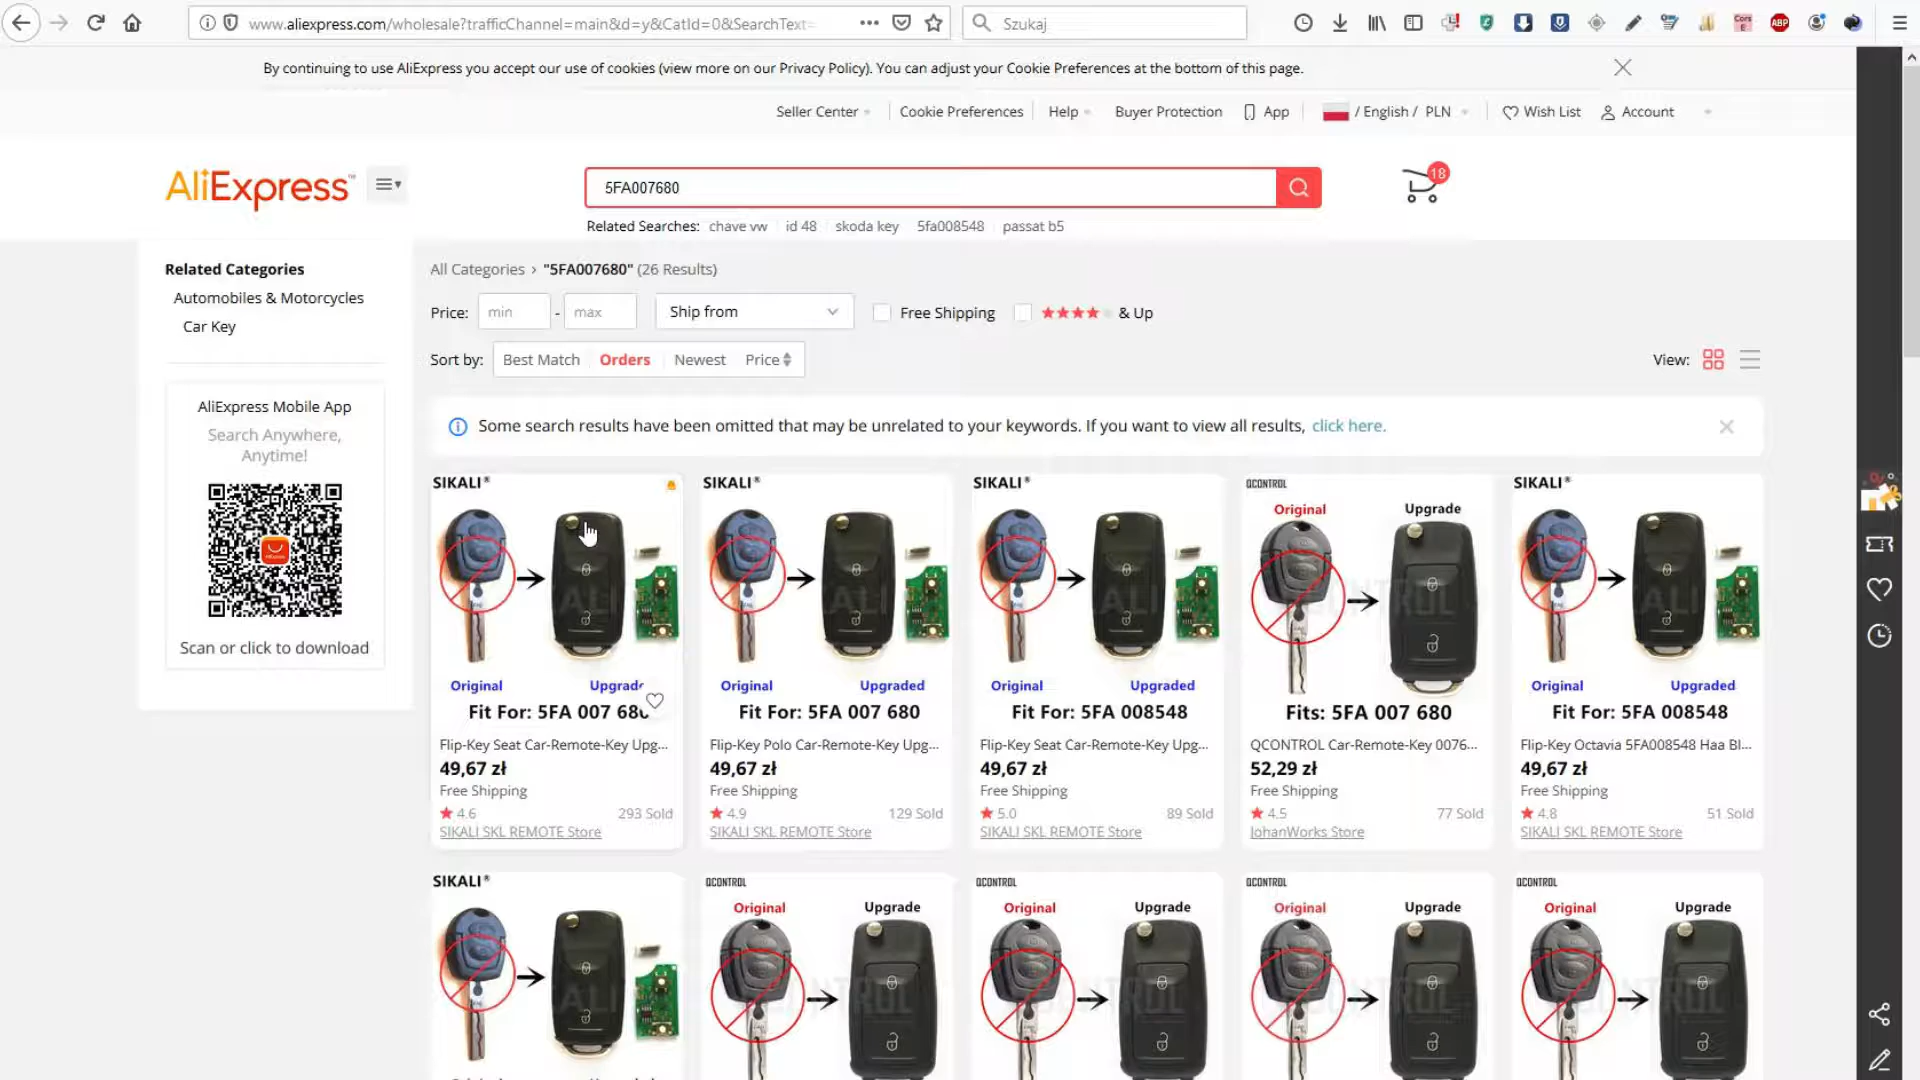 www.aliexpress.com/wholesale?trafficChannel=main&d=y&CatId=0&SearchText=
Szukaj
By continuing to use AliExpress you accept our use of cookies (view more on our Privacy Policy). You can adjust your Cookie Preferences at the bottom of this page.
Seller Center
Cookie Preferences
Help
Buyer Protection
App
/ English / PLN
Wish List
Account
AliExpress™
5FA007680
18
Related Searches: chave vw id 48 skoda key 5fa008548 passat b5
Related Categories
Automobiles & Motorcycles
Car Key
All Categories › "5FA007680" (26 Results)
Price: min - max Ship from Free Shipping & Up
Sort by: Best Match Orders Newest Price
View:
AliExpress Mobile App
Search Anywhere,
Anytime!
Scan or click to download
Some search results have been omitted that may be unrelated to your keywords. If you want to view all results, click here.
SIKALI®
Original
Fit For: 5FA 007 680
Flip-Key Seat Car-Remote-Key Upg...
49,67 zł
Free Shipping
4.6 293 Sold
SIKALI SKL REMOTE Store
SIKALI®
Original Upgraded
Fit For: 5FA 007 680
Flip-Key Polo Car-Remote-Key Upg...
49,67 zł
Free Shipping
4.9 129 Sold
SIKALI SKL REMOTE Store
SIKALI®
Original Upgraded
Fit For: 5FA 008548
Flip-Key Seat Car-Remote-Key Upg...
49,67 zł
Free Shipping
5.0 89 Sold
SIKALI SKL REMOTE Store
QCONTROL
Original Upgrade
Fits: 5FA 007 680
QCONTROL Car-Remote-Key 0076...
52,29 zł
Free Shipping
4.5 77 Sold
JohanWorks Store
SIKALI®
Original Upgraded
Fit For: 5FA 008548
Flip-Key Octavia 5FA008548 Haa Bl...
49,67 zł
Free Shipping
4.8 51 Sold
SIKALI SKL REMOTE Store
SIKALI®
QCONTROL
Original Upgrade
QCONTROL
Original Upgrade
QCONTROL
Original Upgrade
QCONTROL
Original Upgrade